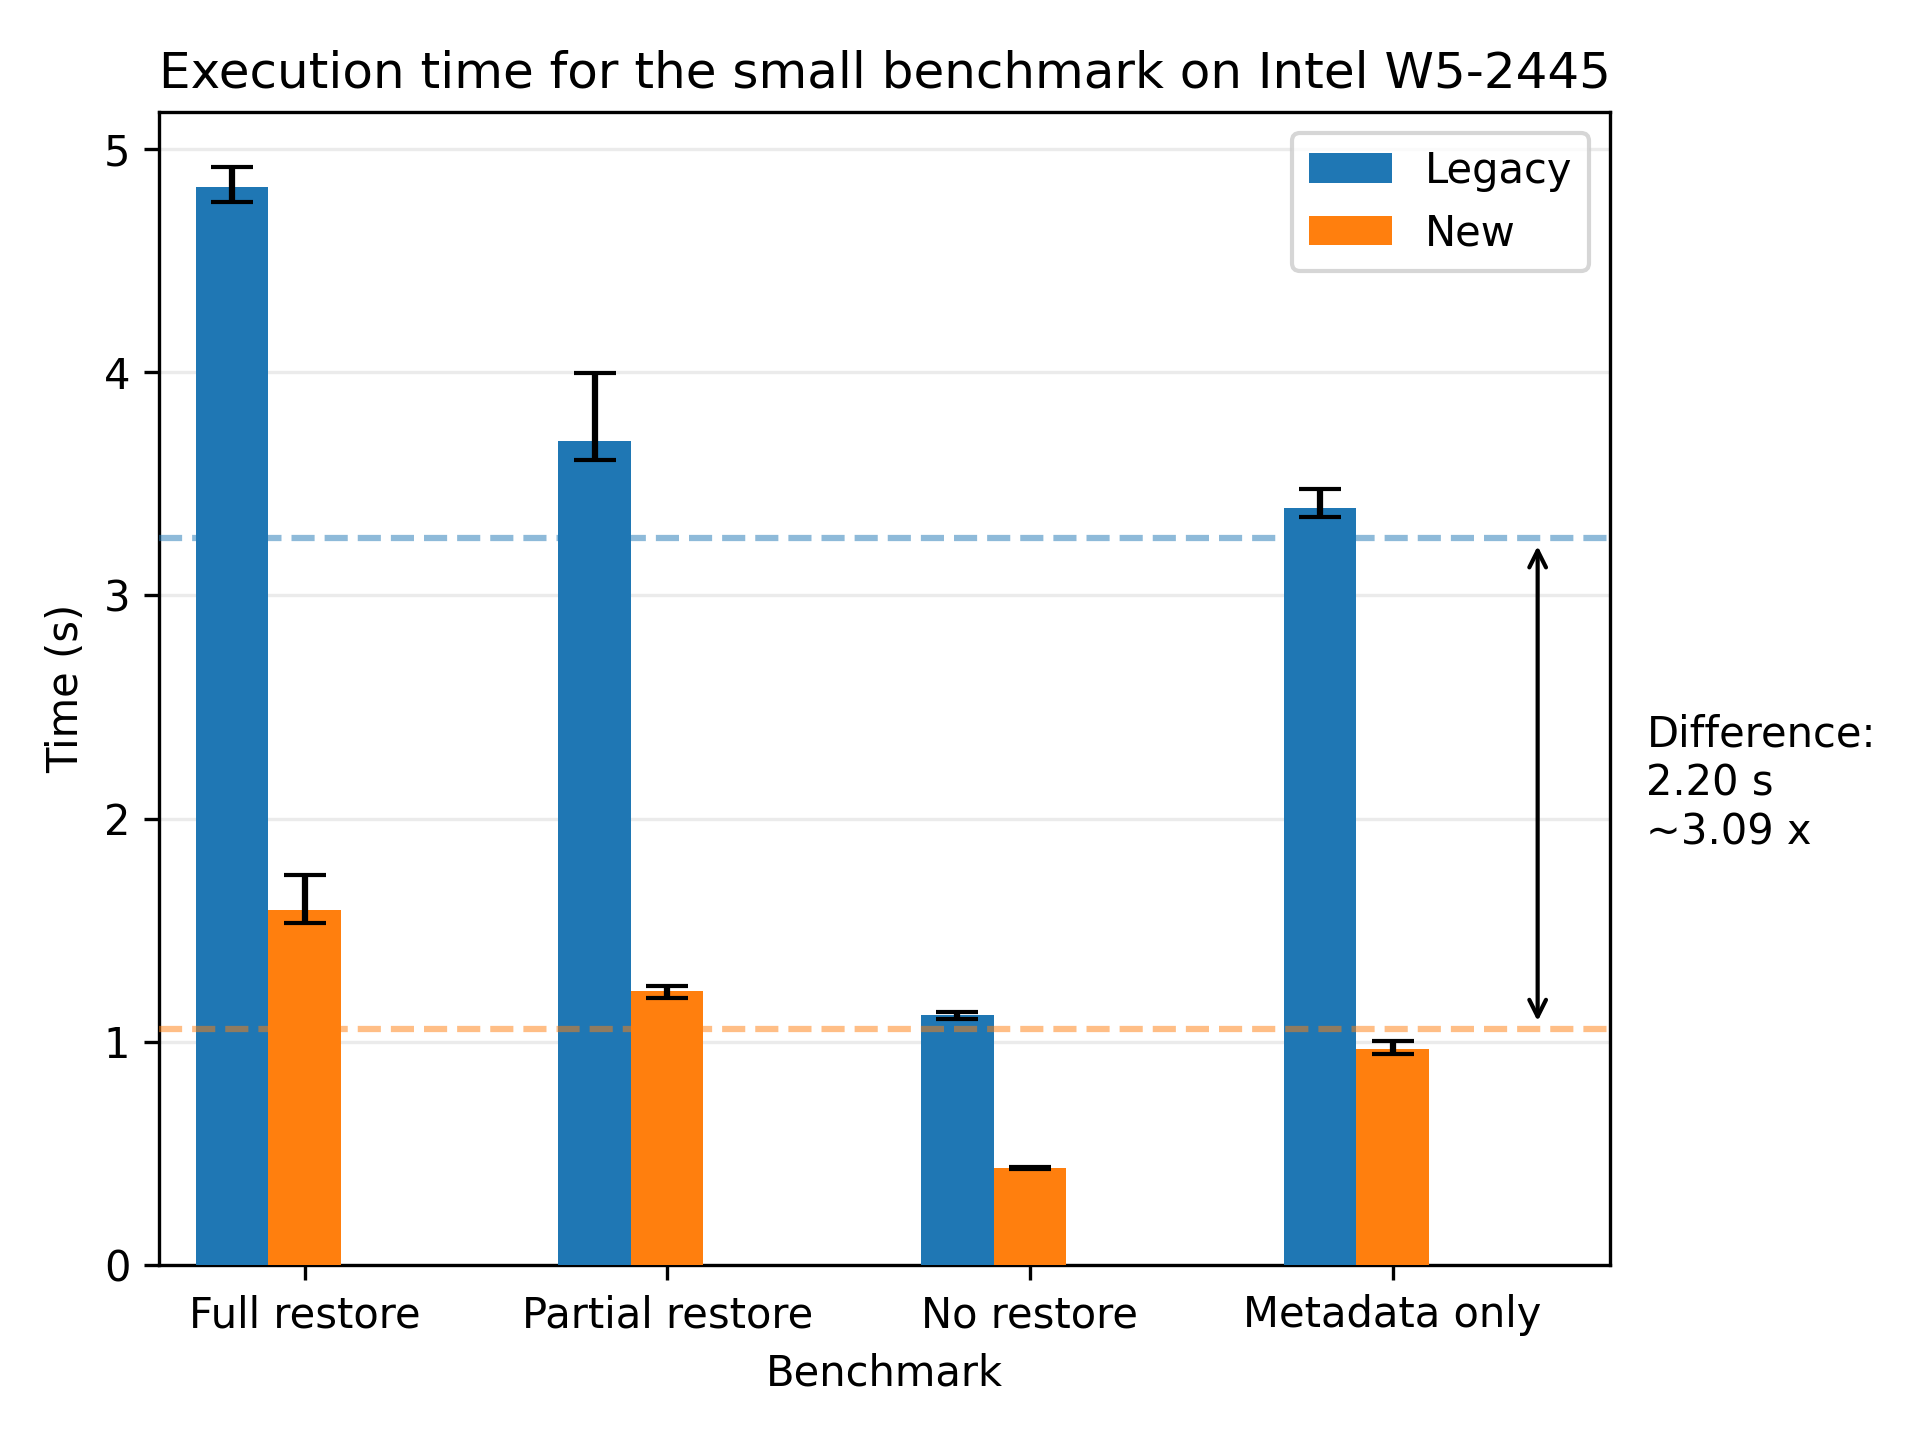 Execution time for the small benchmark on Intel W5-2445
Legacy
New
Time (s)
5
4
3
2
1
0
Difference:
2.20 s
~3.09 x
Full restore
Partial restore
No restore
Metadata only
Benchmark